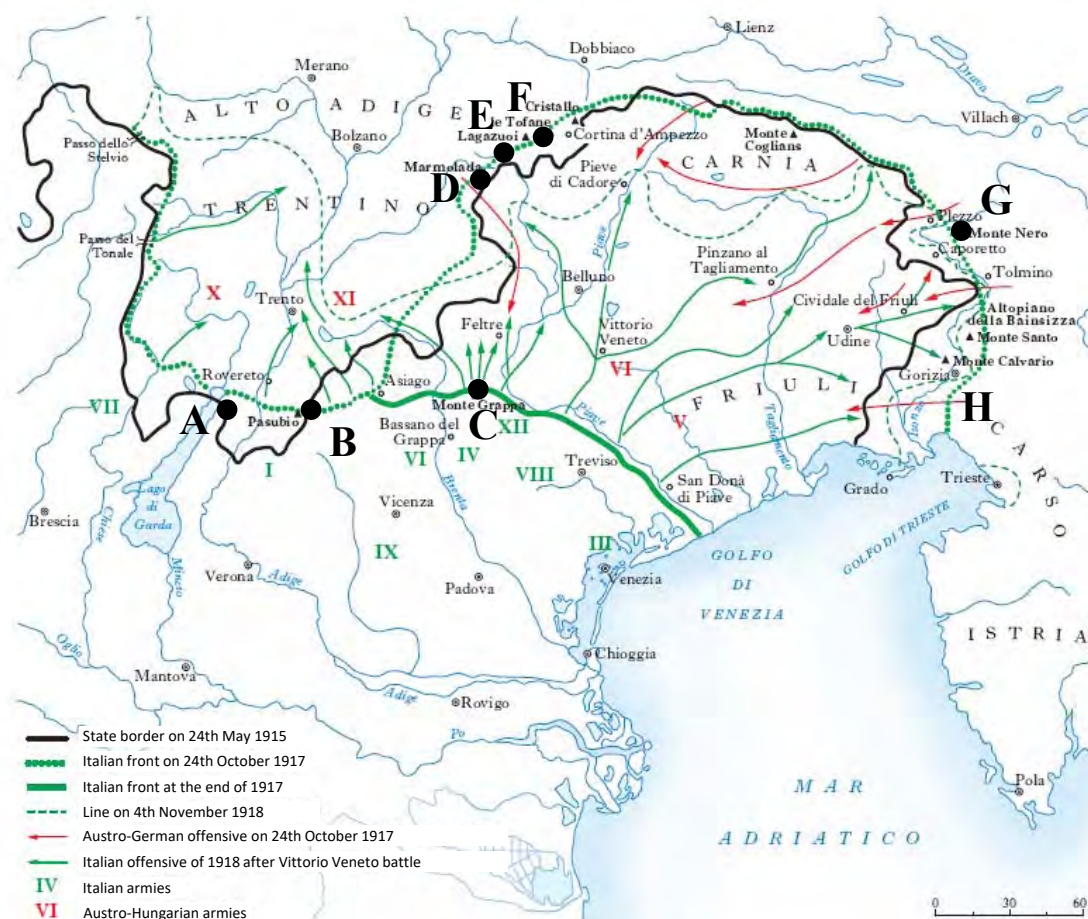 Lienz
Dobbiaco
Drava
Merano
ALTO ADIGE
F
Cristallo
E
le Tofane
Lagazuoi
Cortina d'Ampezzo
Villach
Passo dello
Stelvio
Bolzano
Monte
Coglians
Marmolada
D
Pieve
di Cadore
CARNIA
TRENTINO
G
Plezzo
Monte Nero
Caporetto
Passo del
Tonale
Piave
Pinzano al
Tagliamento
Tolmino
Belluno
X
XI
Trento
Cividale del Friuli
Altopiano
della Bainsizza
Feltre
Vittorio
Veneto
Udine
Monte Santo
VI
Monte Calvario
Rovereto
Asiago
Gorizia
FRIULI
VII
A
Pasubio
B
Monte Grappa
C
XII
Piave
V
Tagliamento
Isonzo
H
Bassano del
Grappa
VI
IV
I
VIII
Treviso
San Donà
di Piave
CARSO
Grado
Trieste
Lago
di
Garda
Vicenza
Brenta
Brescia
Chiese
GOLFO DI TRIESTE
IX
III
GOLFO
DI
VENEZIA
Mincio
Verona
Adige
Padova
Venezia
ISTRIA
Oglio
Chioggia
Mantova
Adige
Rovigo
Po
State border on 24th May 1915
Italian front on 24th October 1917
Italian front at the end of 1917
Line on 4th November 1918
Austro-German offensive on 24th October 1917
Italian offensive of 1918 after Vittorio Veneto battle
IV Italian armies
VI Austro-Hungarian armies
MAR
ADRIATICO
Pola
0 30 60